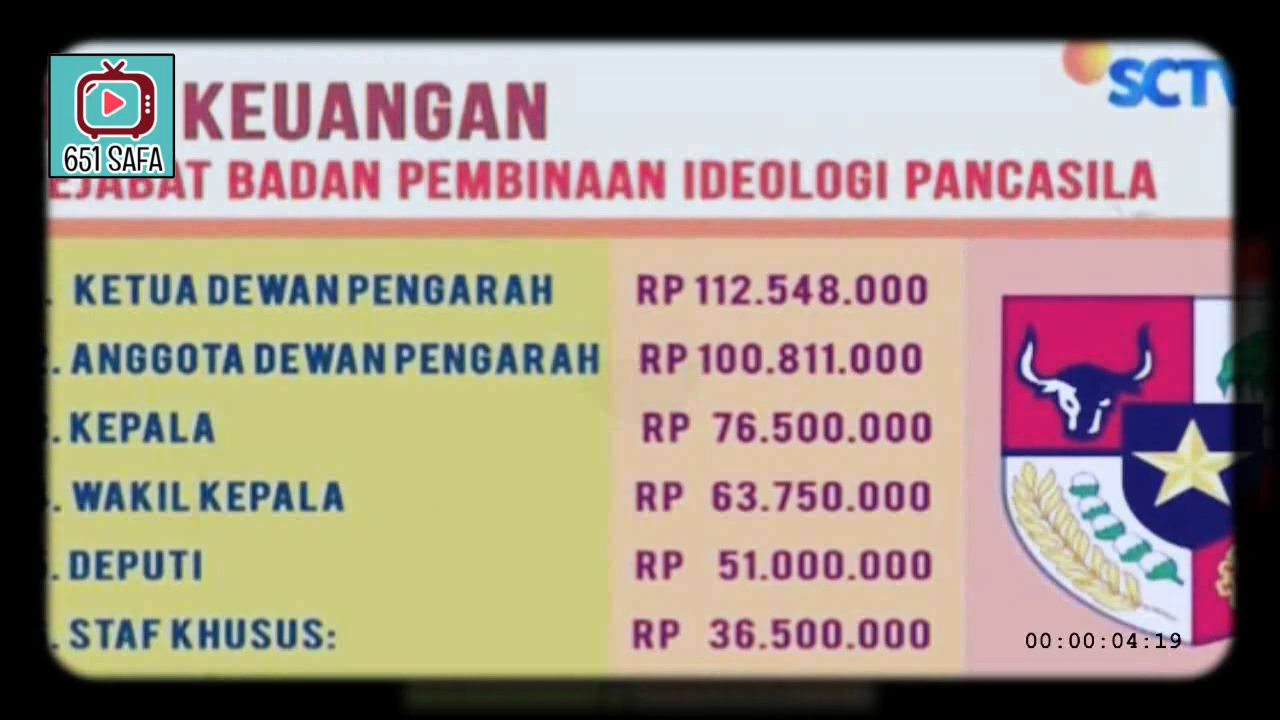 651 SAFA
SCTV
KEUANGAN
EJABAT BADAN PEMBINAAN IDEOLOGI PANCASILA
. KETUA DEWAN PENGARAH RP 112.548.000
. ANGGOTA DEWAN PENGARAH RP 100.811.000
. KEPALA RP 76.500.000
. WAKIL KEPALA RP 63.750.000
. DEPUTI RP 51.000.000
. STAF KHUSUS: RP 36.500.000
00:00:04:19